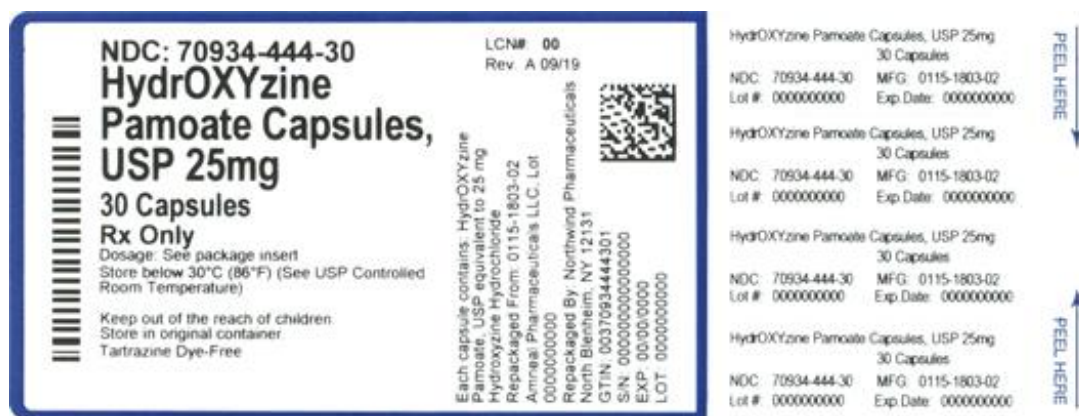 NDC: 70934-444-30
HydrOXYzine
Pamoate Capsules,
USP 25mg
30 Capsules
Rx Only
Dosage: See package insert
Store below 30°C (86°F) (See USP Controlled
Room Temperature)
Keep out of the reach of children
Store in original container
Tartrazine Dye-Free
LCN# 00
Rev. A 09/19
Each capsule contains: HydrOXYzine
Pamoate, USP equivalent to 25 mg
Hydroxyzine Hydrochloride
Repackaged From: 0115-1803-02
Amneal Pharmaceuticals LLC. Lot
0000000000
Repackaged By: Northwind Pharmaceuticals
North Blenheim, NY 12131
GTIN: 00370934444301
EXP 00/00/0000
LOT 0000000000
HydrOXYzine Pamoate Capsules, USP 25mg
30 Capsules
NDC: 70934-444-30 MFG: 0115-1803-02
Lot #: 0000000000 Exp.Date: 0000000000
HydrOXYzine Pamoate Capsules, USP 25mg
30 Capsules
NDC: 70934-444-30 MFG: 0115-1803-02
Lot #: 0000000000 Exp.Date: 0000000000
HydrOXYzine Pamoate Capsules, USP 25mg
30 Capsules
NDC: 70934-444-30 MFG: 0115-1803-02
Lot #: 0000000000 Exp.Date: 0000000000
HydrOXYzine Pamoate Capsules, USP 25mg
30 Capsules
NDC: 70934-444-30 MFG: 0115-1803-02
Lot #: 0000000000 Exp.Date: 0000000000
PEEL HERE
PEEL HERE